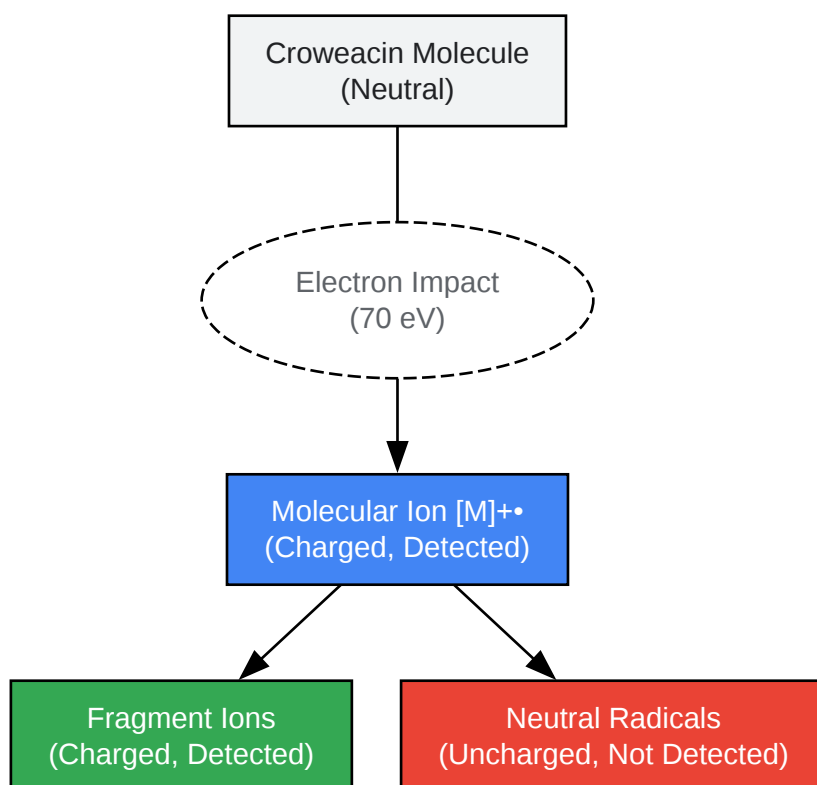 Croweacin Molecule
(Neutral)
Electron Impact
(70 eV)
Molecular Ion [M]+•
(Charged, Detected)
Fragment Ions
(Charged, Detected)
Neutral Radicals
(Uncharged, Not Detected)